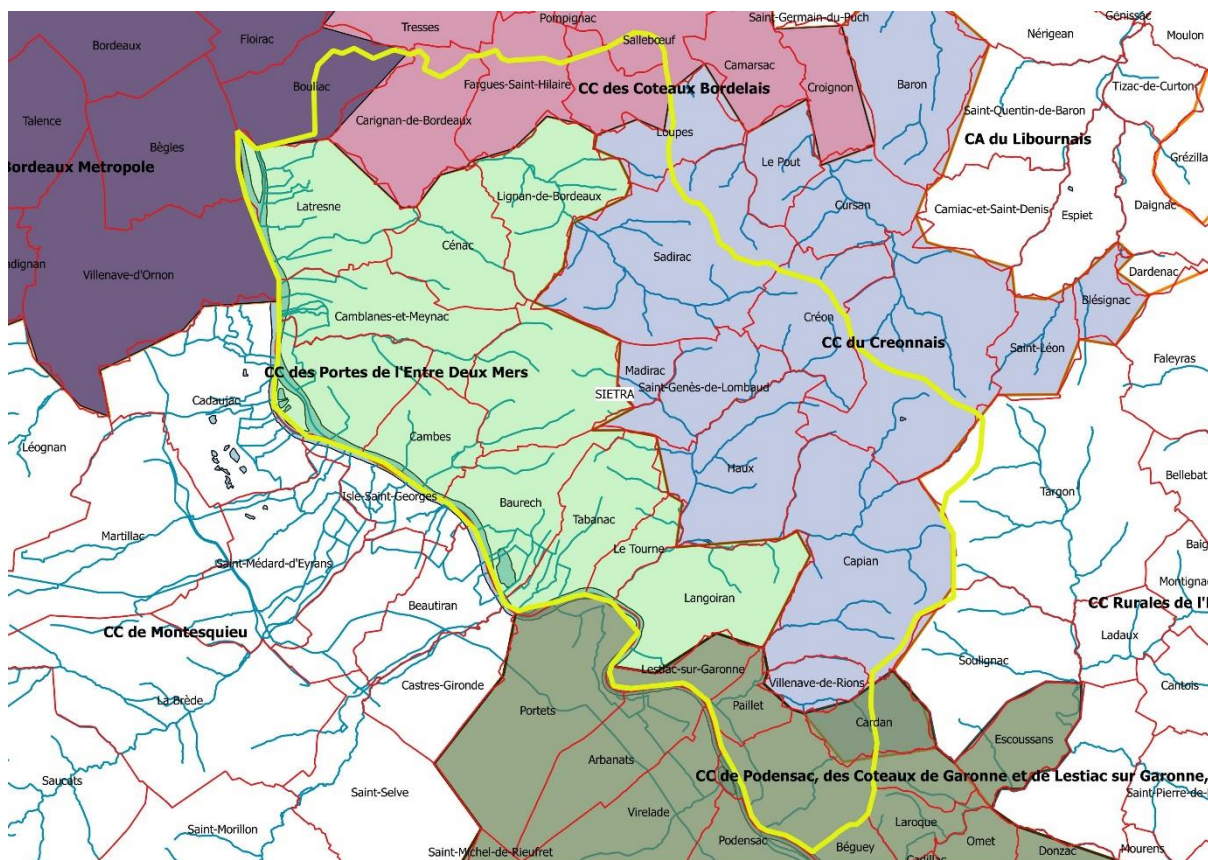 Tresses
Pompignac
Saint-Germain-du-Puch
Génissac
Bordeaux
Floirac
Sallebœuf
Nérigean
Moulon
Camarsac
Baron
Bouliac
Fargues-Saint-Hilaire
CC des Coteaux Bordelais
Croignon
Tizac-de-Curton
Saint-Quentin-de-Baron
Talence
Carignan-de-Bordeaux
Loupes
CA du Libournais
Bègles
Le Pout
Grézilla
Bordeaux Metropole
Lignan-de-Bordeaux
Latresne
Cursan
Camiac-et-Saint-Denis
Espiet
Daignac
Cénac
Sadirac
adignan
Villenave-d'Ornon
Dardenac
Blésignac
Camblanes-et-Meynac
Créon
CC du Creonnais
Saint-Léon
Faleyras
CC des Portes de l'Entre Deux Mers
Madirac
Saint-Genès-de-Lombaud
SIETRA
Cadaujac
Léognan
Cambes
Haux
Bellebat
Targon
Isle-Saint-Georges
Baurech
Tabanac
Martillac
Le Tourne
Baig
Saint-Médard-d'Eyrans
Capian
Montignac
Langoiran
Beautiran
CC Rurales de l'
CC de Montesquieu
Ladaux
Soulignac
Lestiac-sur-Garonne
Castres-Gironde
Villenave-de-Rions
Cantois
La Brède
Paillet
Portets
Cardan
Escoussans
Arbanats
CC de Podensac, des Coteaux de Garonne et de Lestiac sur Garonne,
Saucats
Saint-Selve
Saint-Pierre-de-
Virelade
Laroque
Saint-Morillon
Podensac
Béguey
Omet
Saint-Michel-de-Rieufret
Cadillac
Donzac
Mourens